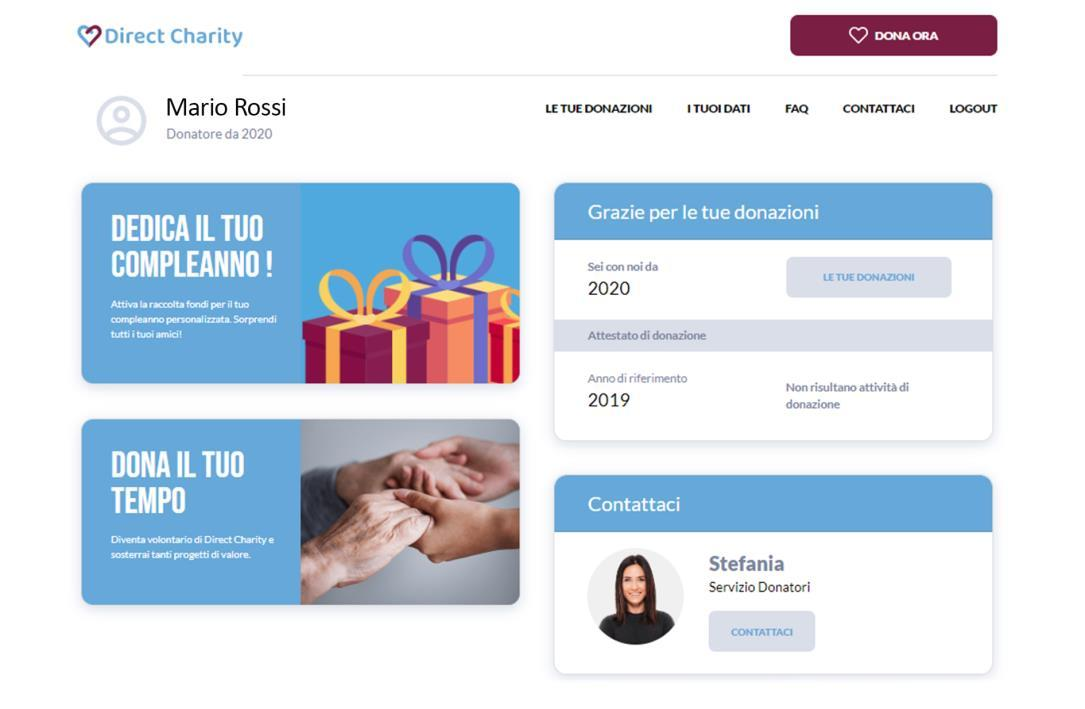 Direct Charity
DONA ORA
Mario Rossi
Donatore da 2020
LE TUE DONAZIONI
I TUOI DATI
FAQ
CONTATTACI
LOGOUT
DEDICA IL TUO
COMPLEANNO !
Attiva la raccolta fondi per il tuo
compleanno personalizzata. Sorprendi
tutti i tuoi amici!
DONA IL TUO
TEMPO
Diventa volontario di Direct Charity e
sosterrai tanti progetti di valore.
Grazie per le tue donazioni
Sei con noi da
2020
LE TUE DONAZIONI
Attestato di donazione
Anno di riferimento
2019
Non risultano attività di
donazione
Contattaci
Stefania
Servizio Donatori
CONTATTACI